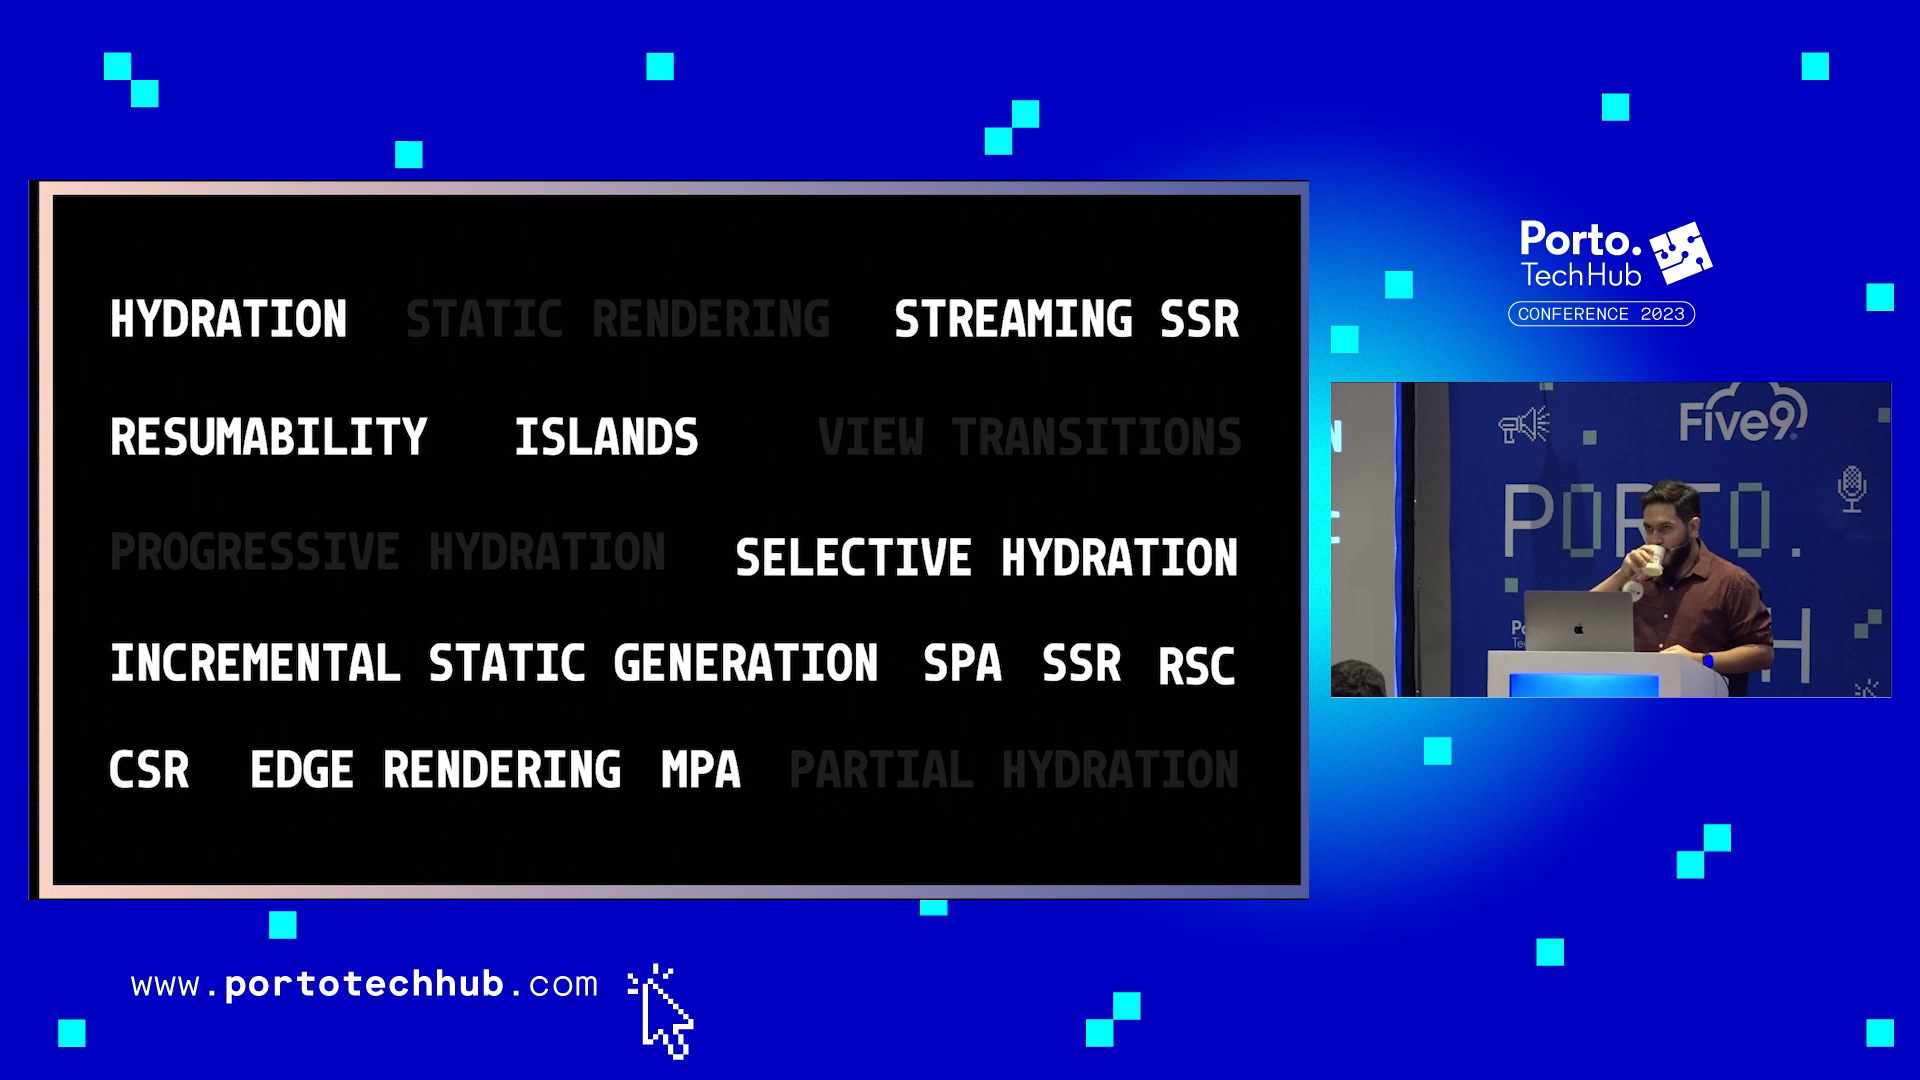 HYDRATION STATIC RENDERING STREAMING SSR
RESUMABILITY ISLANDS VIEW TRANSITIONS
PROGRESSIVE HYDRATION SELECTIVE HYDRATION
INCREMENTAL STATIC GENERATION SPA SSR RSC
CSR EDGE RENDERING MPA PARTIAL HYDRATION
Porto.
TechHub
CONFERENCE 2023
Five9
PORTO.
www.portotechhub.com